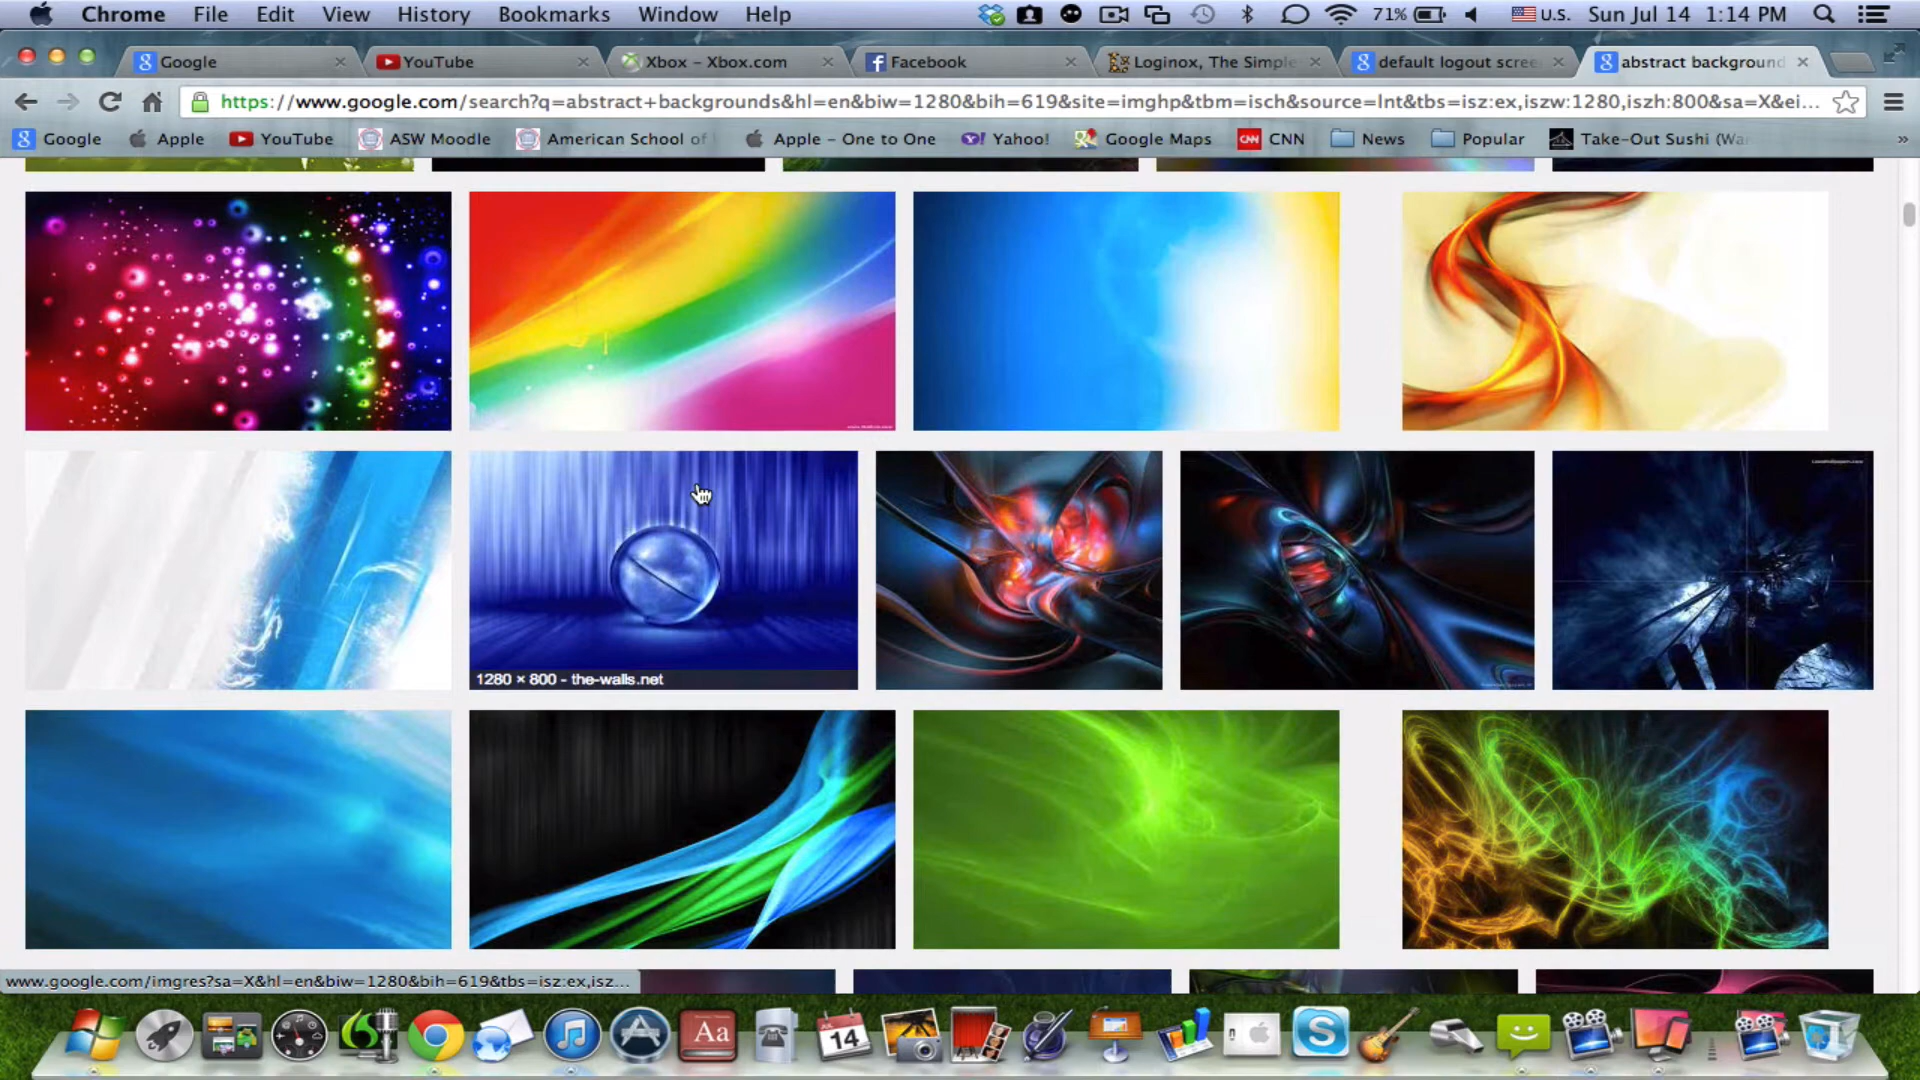 Chrome File Edit View History Bookmarks Window Help 71% U.S. Sun Jul 14 1:14 PM
Google YouTube Xbox – Xbox.com Facebook Loginox, The Simple default logout scree abstract background
https://www.google.com/search?q=abstract+backgrounds&hl=en&biw=1280&bih=619&site=imghp&tbm=isch&source=lnt&tbs=isz:ex,iszw:1280,iszh:800&sa=X&ei...
Google Apple YouTube ASW Moodle American School of Apple – One to One Yahoo! Google Maps CNN News Popular Take-Out Sushi (Wa »
1280 × 800 - the-walls.net
www.google.com/imgres?sa=X&hl=en&biw=1280&bih=619&tbs=isz:ex,isz...
Aa
JUL
14